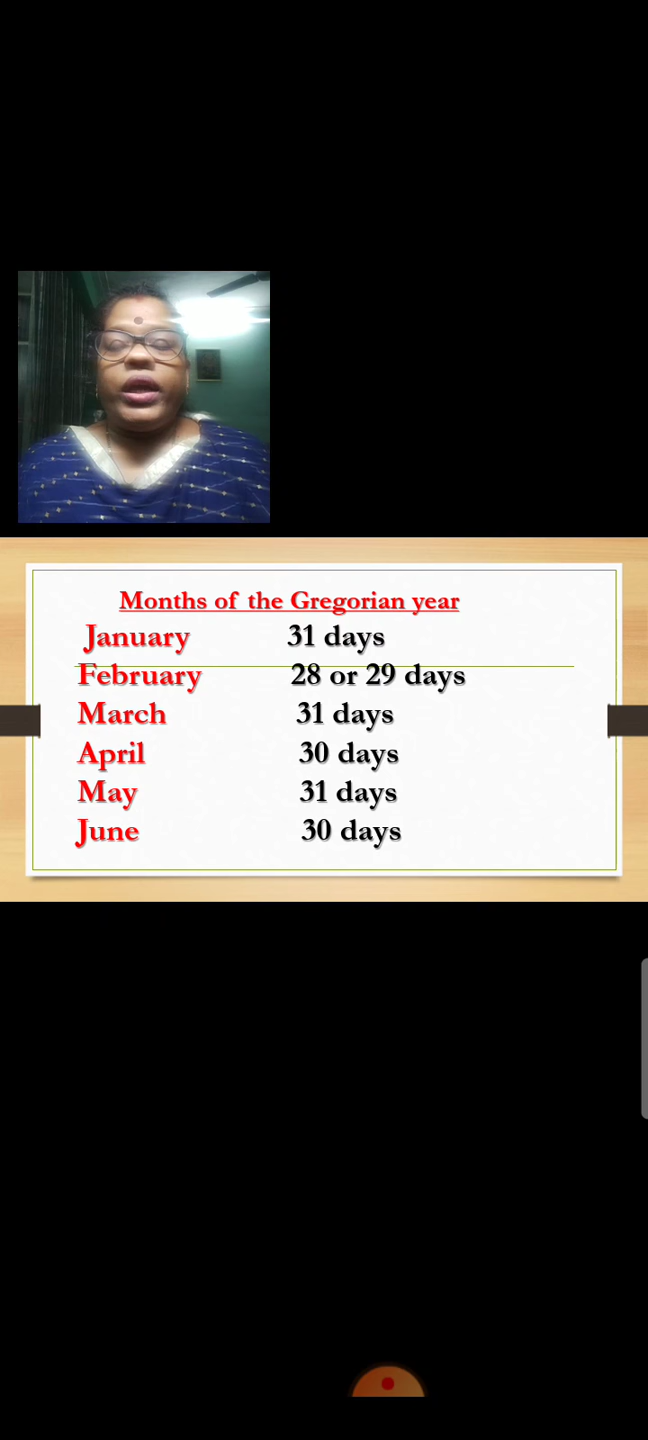 Months of the Gregorian year
January 31 days
February 28 or 29 days
March 31 days
April 30 days
May 31 days
June 30 days